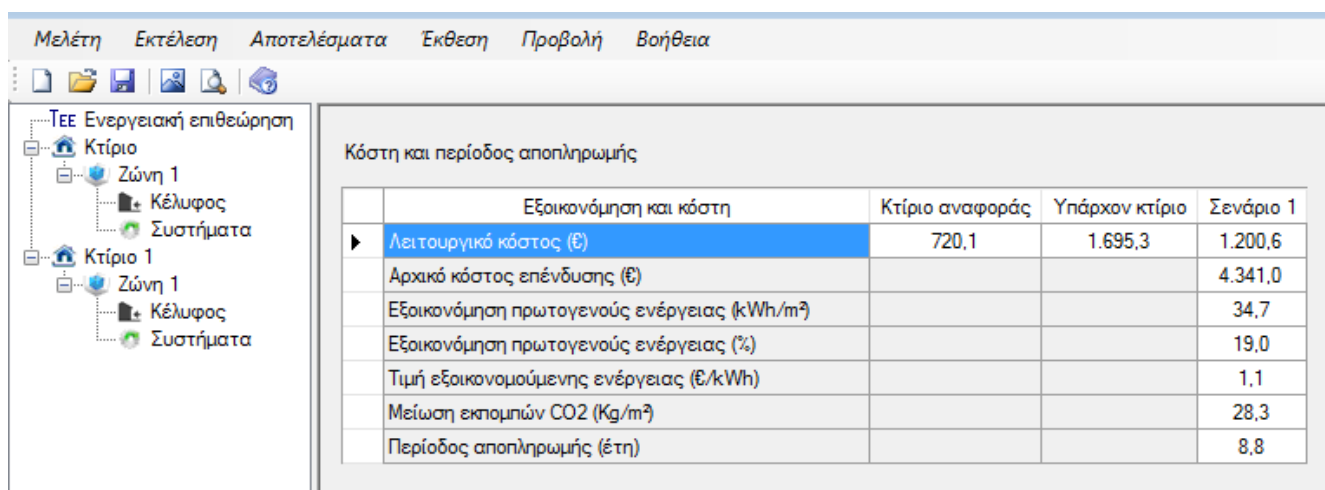 Μελέτη Εκτέλεση Αποτελέσματα Έκθεση Προβολή Βοήθεια
ΤΕΕ Ενεργειακή επιθεώρηση
Κτίριο
Ζώνη 1
Κέλυφος
Συστήματα
Κτίριο 1
Ζώνη 1
Κέλυφος
Συστήματα
Κόστη και περίοδος αποπληρωμής
Εξοικονόμηση και κόστη Κτίριο αναφοράς Υπάρχον κτίριο Σενάριο 1
Λειτουργικό κόστος (€) 720,1 1.695,3 1.200,6
Αρχικό κόστος επένδυσης (€) 4.341,0
Εξοικονόμηση πρωτογενούς ενέργειας (kWh/m²) 34,7
Εξοικονόμηση πρωτογενούς ενέργειας (%) 19,0
Τιμή εξοικονομούμενης ενέργειας (€/kWh) 1,1
Μείωση εκπομπών CO2 (Kg/m²) 28,3
Περίοδος αποπληρωμής (έτη) 8,8